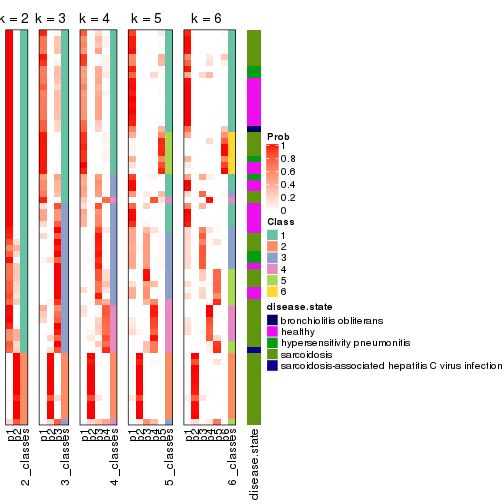 k = 2 k = 3 k = 4 k = 5 k = 6
Prob
1
0.8
0.6
0.4
0.2
0
Class
1
2
3
4
5
6
disease.state
bronchiolitis obliterans
healthy
hypersensitivity pneumonitis
sarcoidosis
sarcoidosis-associated hepatitis C virus infection
p1
p2
2_classes
p1
p2
p3
3_classes
p1
p2
p3
p4
4_classes
p1
p2
p3
p4
p5
5_classes
p1
p2
p3
p4
p5
p6
6_classes
disease.state